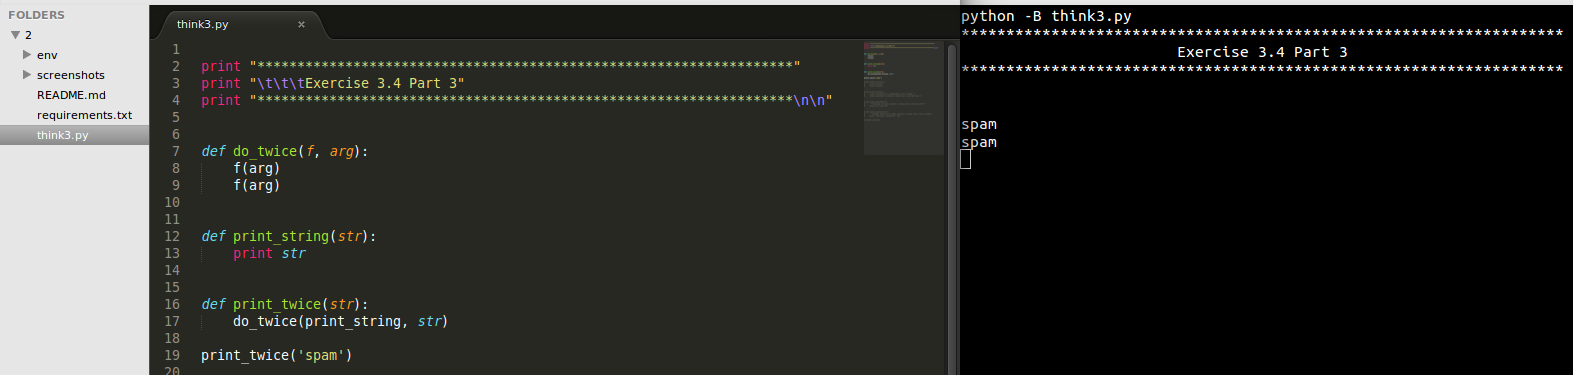 FOLDERS
2
env
screenshots
README.md
requirements.txt
think3.py
think3.py ×
1
2 print "*******************************************************************"
3 print "\t\t\tExercise 3.4 Part 3"
4 print "*******************************************************************\n\n"
5
6
7 def do_twice(f, arg):
8     f(arg)
9     f(arg)
10
11
12 def print_string(str):
13     print str
14
15
16 def print_twice(str):
17     do_twice(print_string, str)
18
19 print_twice('spam')
20
python -B think3.py
*******************************************************************
Exercise 3.4 Part 3
*******************************************************************
spam
spam